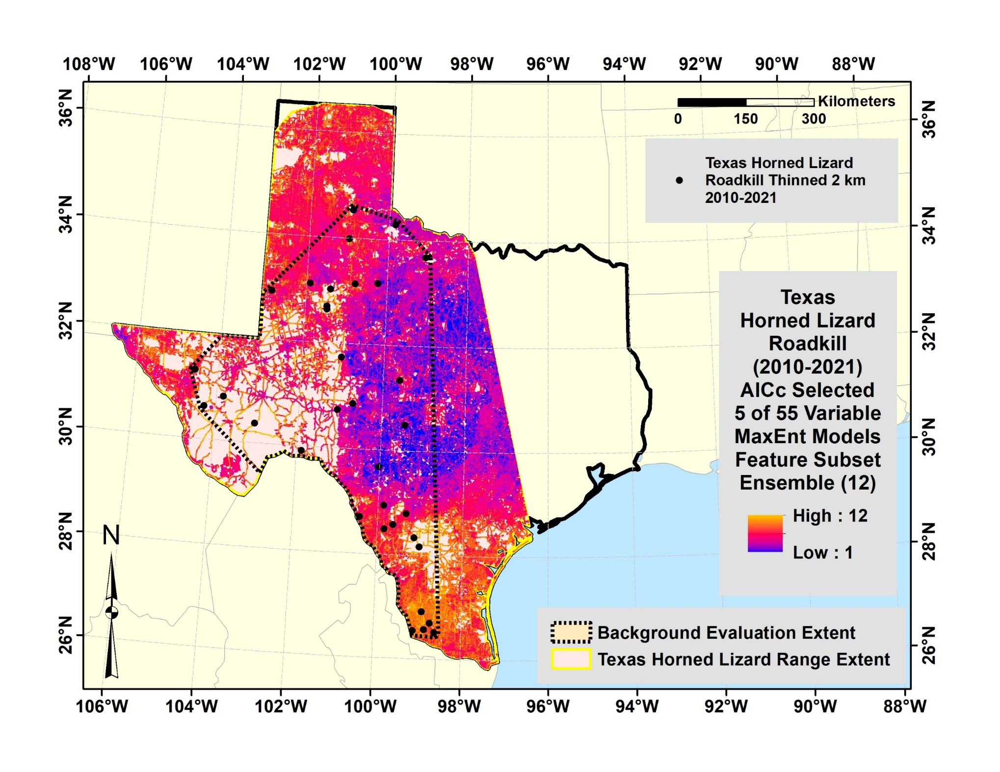 108°W 106°W 104°W 102°W 100°W 98°W 96°W 94°W 92°W 90°W 88°W
36°N
34°N
32°N
30°N
28°N
26°N
Kilometers
0 150 300
Texas Horned Lizard
Roadkill Thinned 2 km
2010-2021
Texas
Horned Lizard
Roadkill
(2010-2021)
AICc Selected
5 of 55 Variable
MaxEnt Models
Feature Subset
Ensemble (12)
High : 12
Low : 1
N
Background Evaluation Extent
Texas Horned Lizard Range Extent
36°N
34°N
32°N
30°N
28°N
26°N
106°W 104°W 102°W 100°W 98°W 96°W 94°W 92°W 90°W 88°W